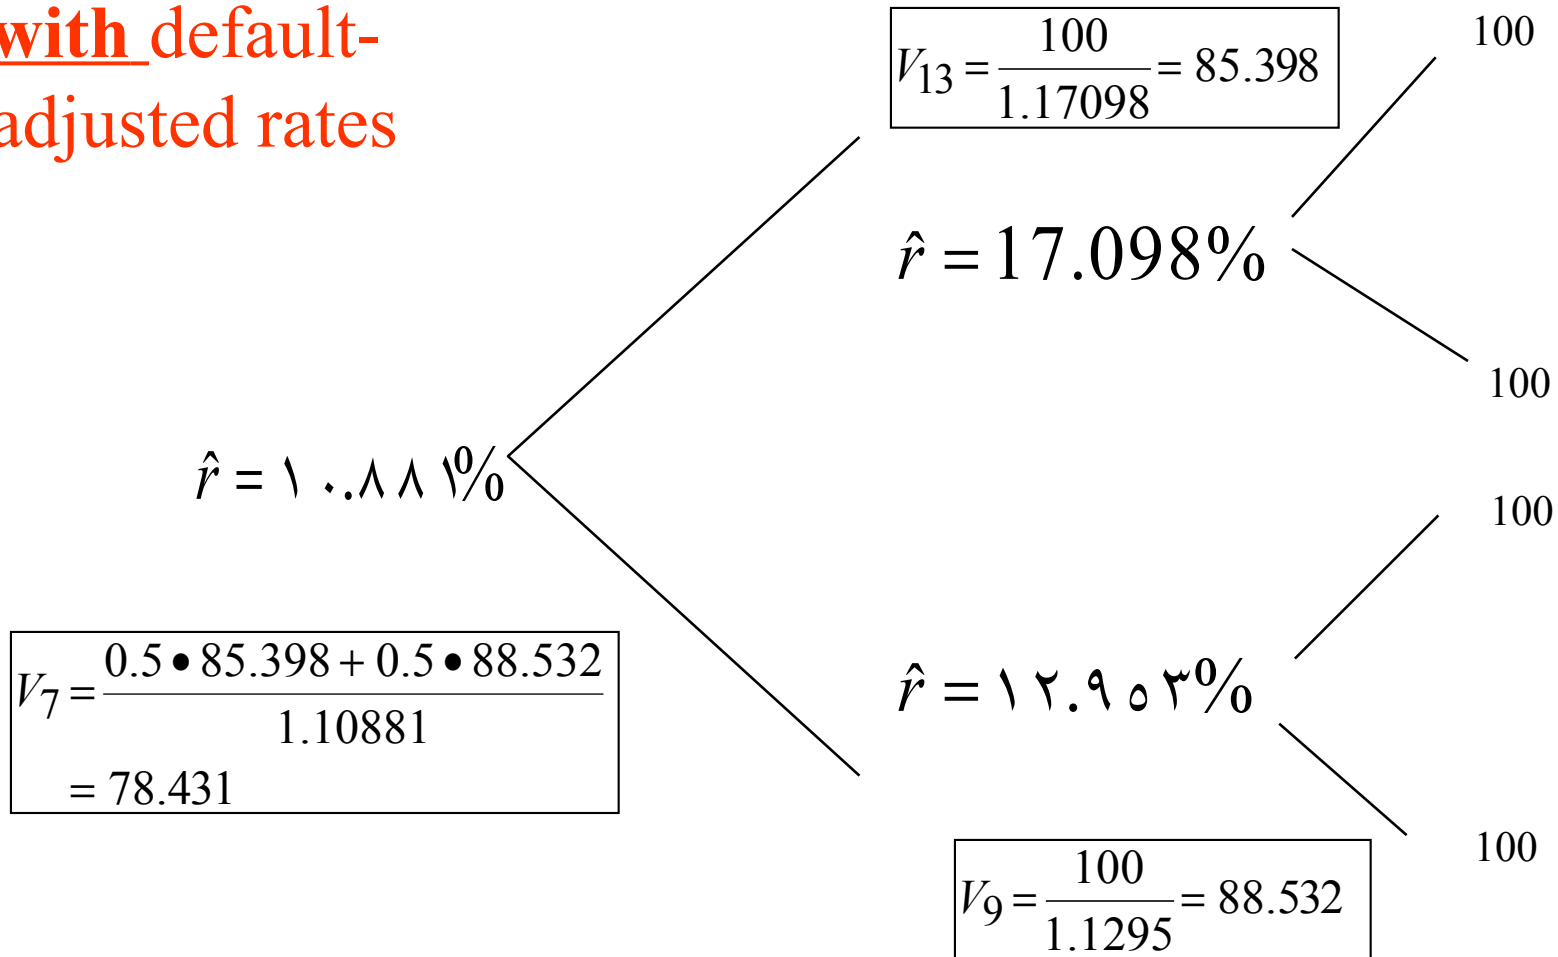 with default-
adjusted rates
V13 = 100 / 1.17098 = 85.398
100
r̂ = 17.098%
100
r̂ = ١٠.٨٨١%
100
V7 = 0.5 • 85.398 + 0.5 • 88.532 / 1.10881
= 78.431
r̂ = ١٢.٩٥٣%
100
V9 = 100 / 1.1295 = 88.532